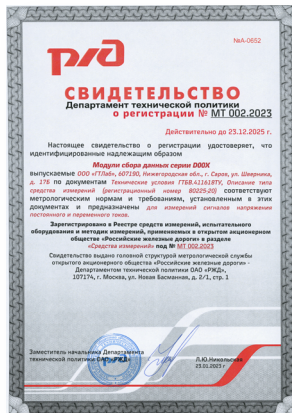 №А-0652
РЖД
СВИДЕТЕЛЬСТВО
Департамент технической политики
о регистрации № МТ 002.2023
Действительно до 23.12.2025 г.
Настоящее свидетельство о регистрации удостоверяет, что
идентифицированные надлежащим образом
Модули сбора данных серии D00X
выпускаемые ООО «ГТЛаб», 607190, Нижегородская обл., г. Саров, ул. Шверника,
д. 17Б по документам Технические условия ГТБВ.411618ТУ, Описание типа
средства измерений (регистрационный номер 80225-20) соответствуют
метрологическим нормам и требованиям, установленным в этих
документах и предназначены для измерений сигналов напряжения
постоянного и переменного токов.
Зарегистрировано в Реестре средств измерений, испытательного
оборудования и методик измерений, применяемых в открытом акционерном
обществе «Российские железные дороги» в разделе
«Средства измерений» под № МТ 002.2023
Свидетельство выдано головной структурой метрологической службы
открытого акционерного общества «Российские железные дороги» -
Департаментом технической политики ОАО «РЖД»,
107174, г. Москва, ул. Новая Басманная, д. 2/1, стр. 1
Заместитель начальника Департамента
технической политики ОАО «РЖД»
Л.Ю.Никольская
23.01.2023 г.